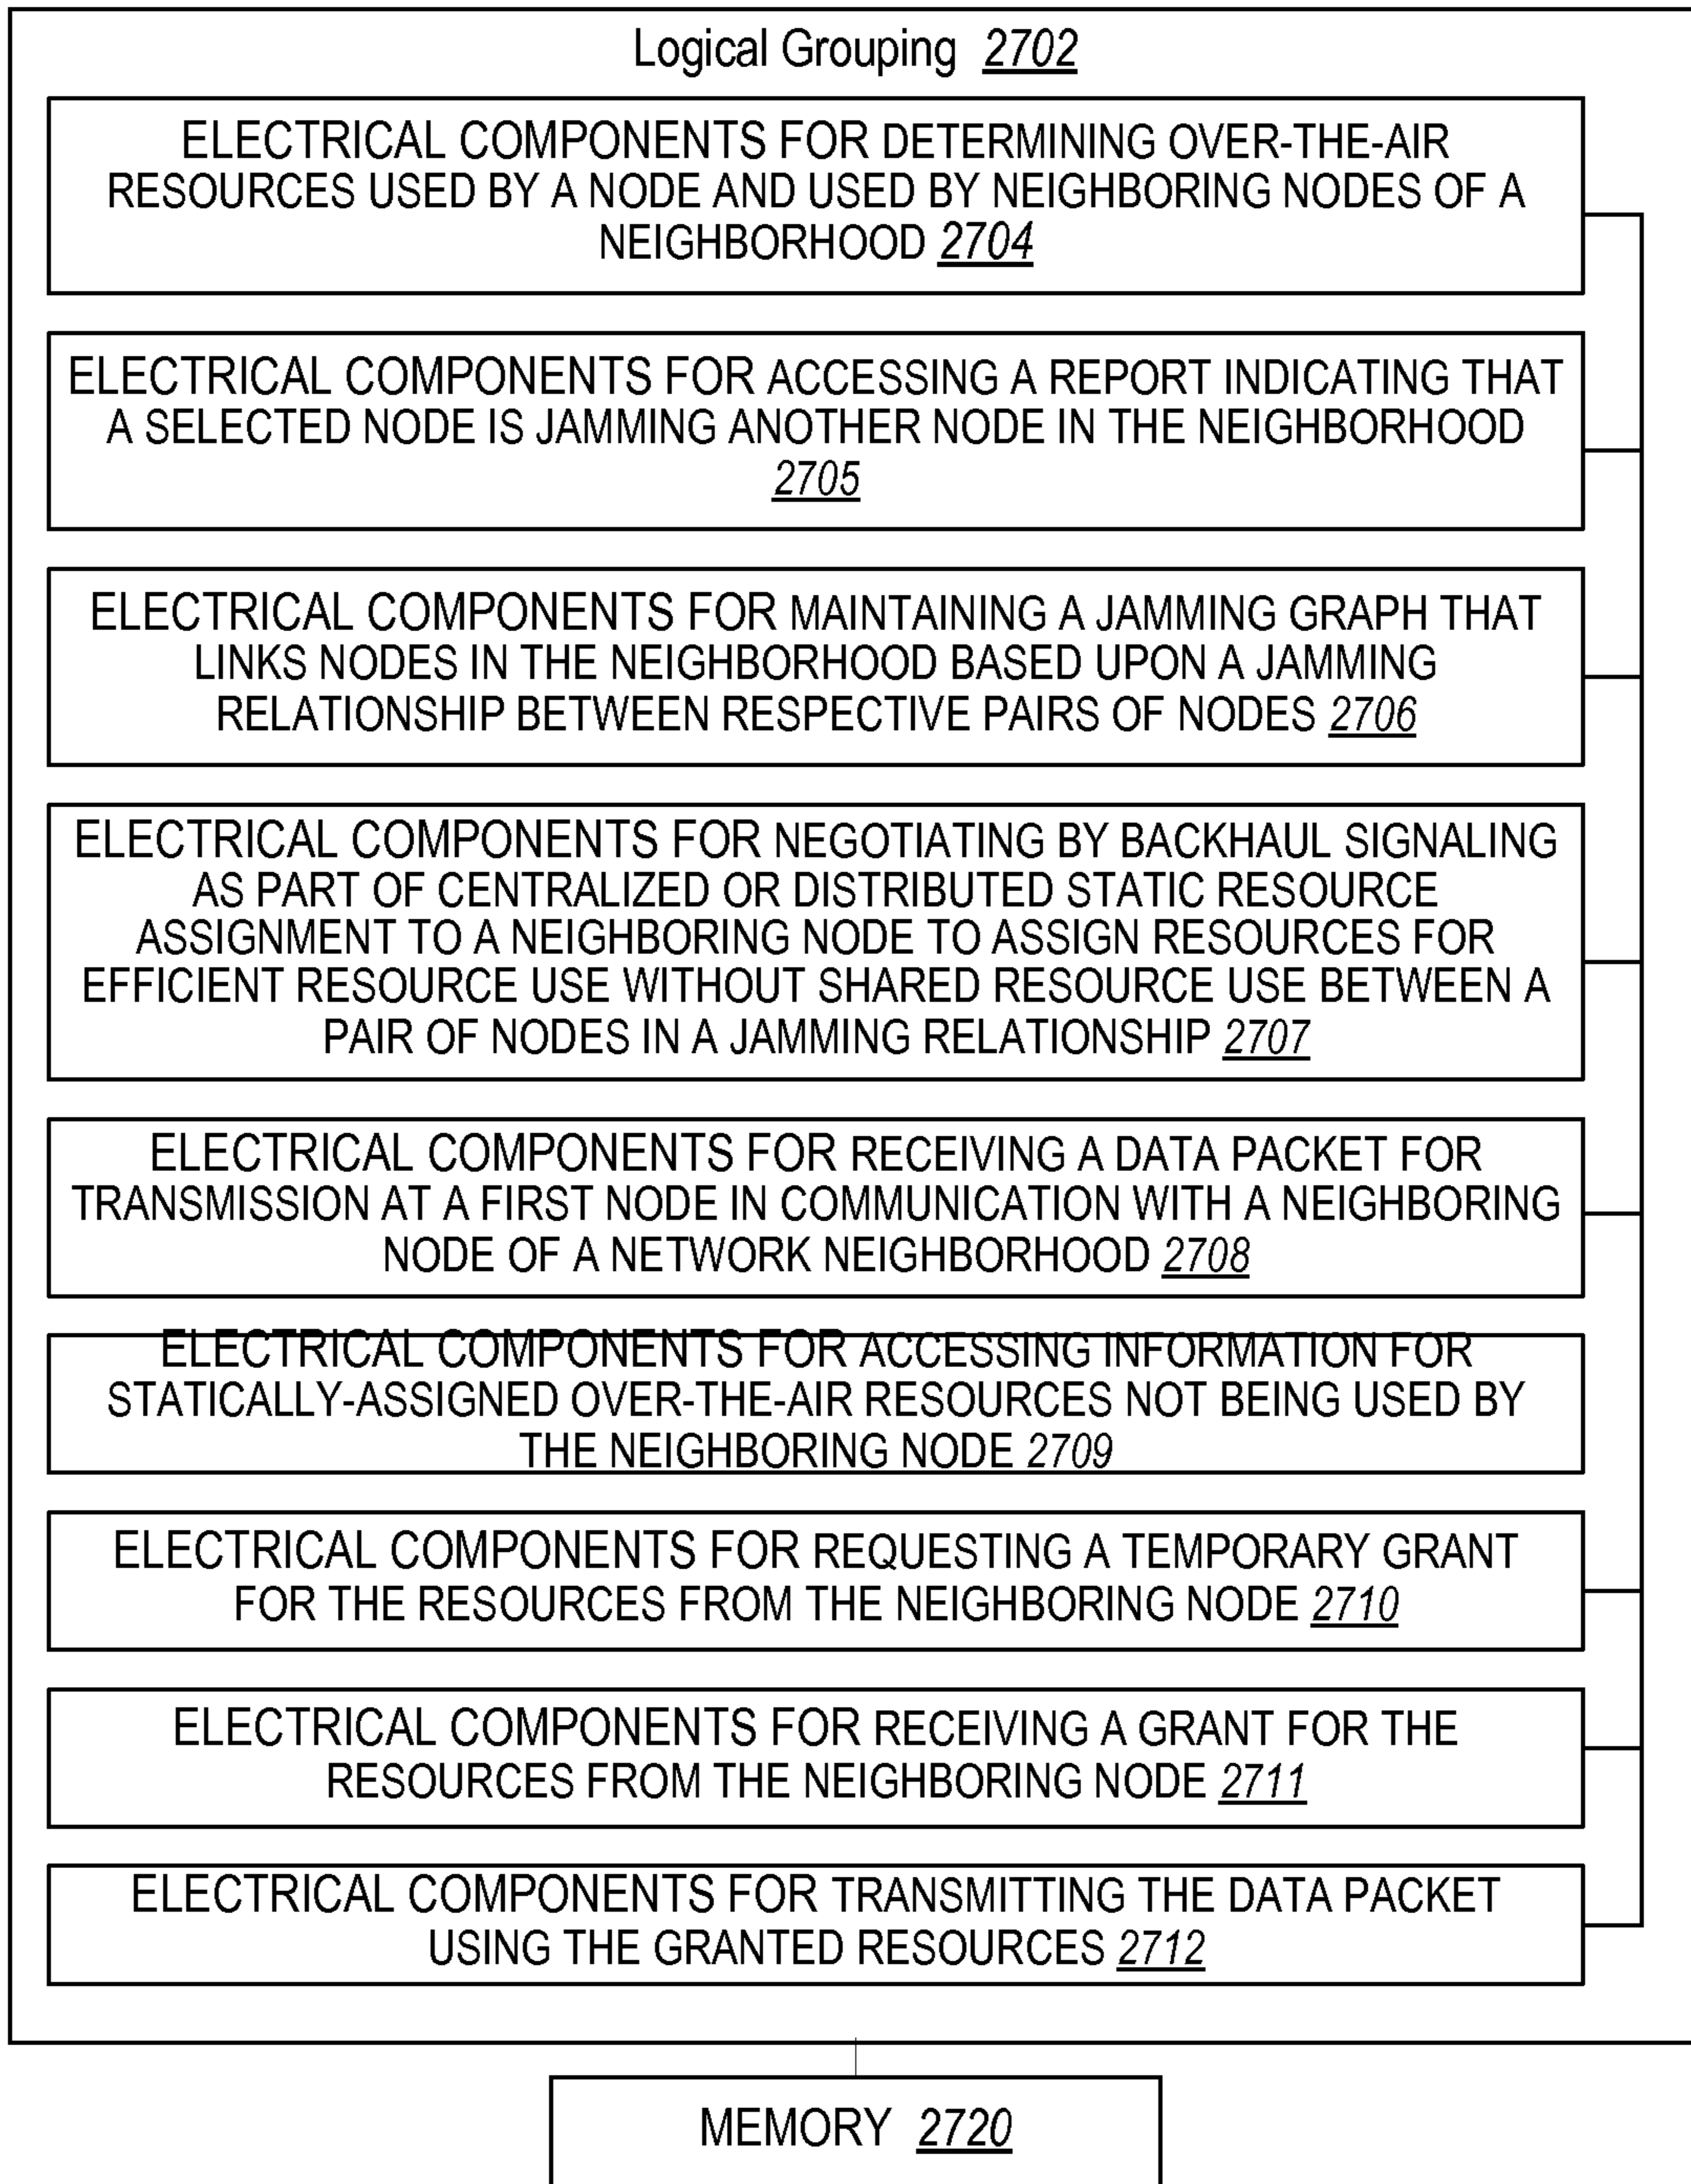 Logical Grouping 2702
ELECTRICAL COMPONENTS FOR DETERMINING OVER-THE-AIR
RESOURCES USED BY A NODE AND USED BY NEIGHBORING NODES OF A
NEIGHBORHOOD 2704
ELECTRICAL COMPONENTS FOR ACCESSING A REPORT INDICATING THAT
A SELECTED NODE IS JAMMING ANOTHER NODE IN THE NEIGHBORHOOD
2705
ELECTRICAL COMPONENTS FOR MAINTAINING A JAMMING GRAPH THAT
LINKS NODES IN THE NEIGHBORHOOD BASED UPON A JAMMING
RELATIONSHIP BETWEEN RESPECTIVE PAIRS OF NODES 2706
ELECTRICAL COMPONENTS FOR NEGOTIATING BY BACKHAUL SIGNALING
AS PART OF CENTRALIZED OR DISTRIBUTED STATIC RESOURCE
ASSIGNMENT TO A NEIGHBORING NODE TO ASSIGN RESOURCES FOR
EFFICIENT RESOURCE USE WITHOUT SHARED RESOURCE USE BETWEEN A
PAIR OF NODES IN A JAMMING RELATIONSHIP 2707
ELECTRICAL COMPONENTS FOR RECEIVING A DATA PACKET FOR
TRANSMISSION AT A FIRST NODE IN COMMUNICATION WITH A NEIGHBORING
NODE OF A NETWORK NEIGHBORHOOD 2708
ELECTRICAL COMPONENTS FOR ACCESSING INFORMATION FOR
STATICALLY-ASSIGNED OVER-THE-AIR RESOURCES NOT BEING USED BY
THE NEIGHBORING NODE 2709
ELECTRICAL COMPONENTS FOR REQUESTING A TEMPORARY GRANT
FOR THE RESOURCES FROM THE NEIGHBORING NODE 2710
ELECTRICAL COMPONENTS FOR RECEIVING A GRANT FOR THE
RESOURCES FROM THE NEIGHBORING NODE 2711
ELECTRICAL COMPONENTS FOR TRANSMITTING THE DATA PACKET
USING THE GRANTED RESOURCES 2712
MEMORY 2720